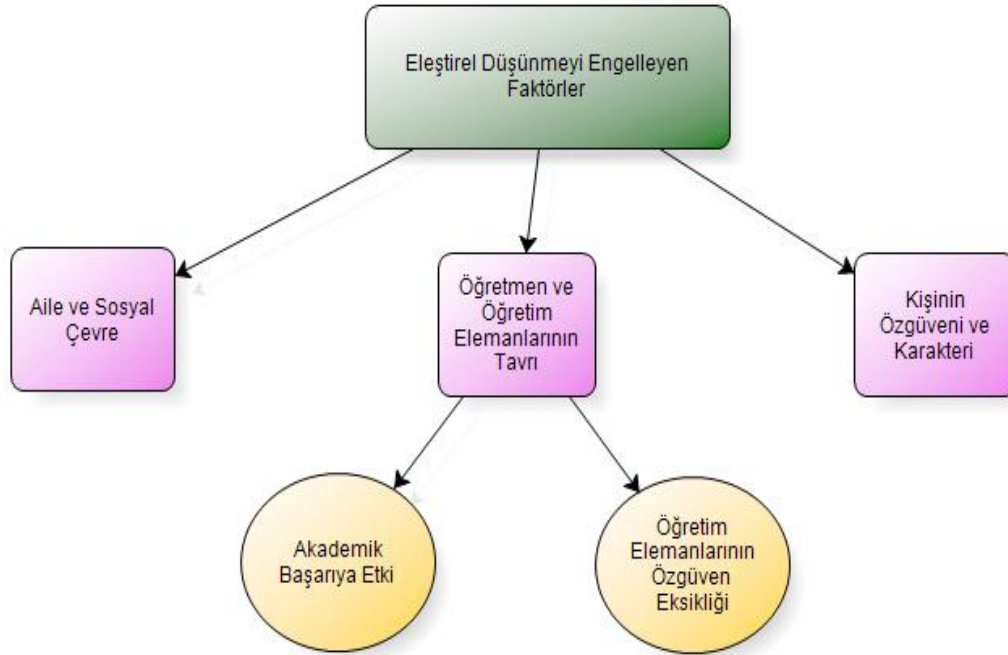 Eleştirel Düşünmeyi Engelleyen
Faktörler
Aile ve Sosyal
Çevre
Öğretmen ve
Öğretim
Elemanlarının
Tavrı
Kişinin
Özgüveni ve
Karakteri
Akademik
Başarıya Etki
Öğretim
Elemanlarının
Özgüven
Eksikliği